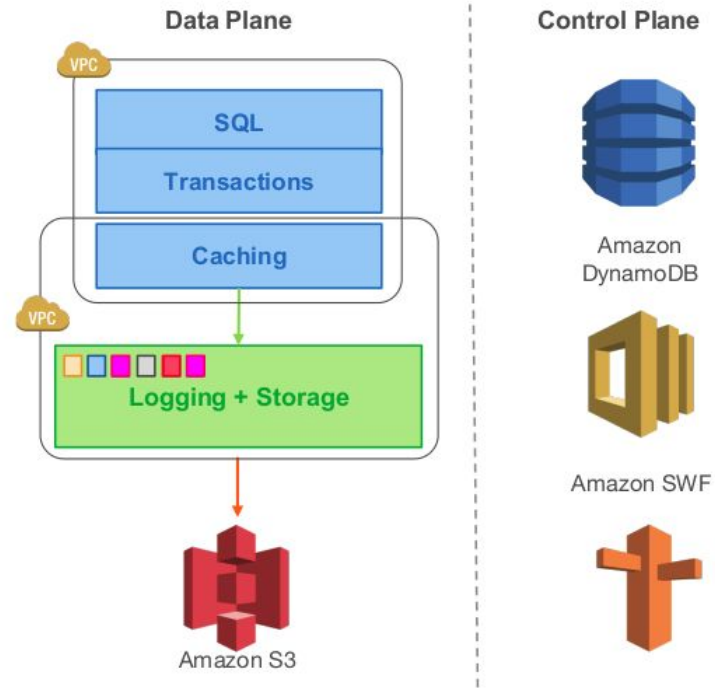 Data Plane
Control Plane
VPC
SQL
Transactions
Caching
VPC
Logging + Storage
Amazon S3
Amazon
DynamoDB
Amazon SWF